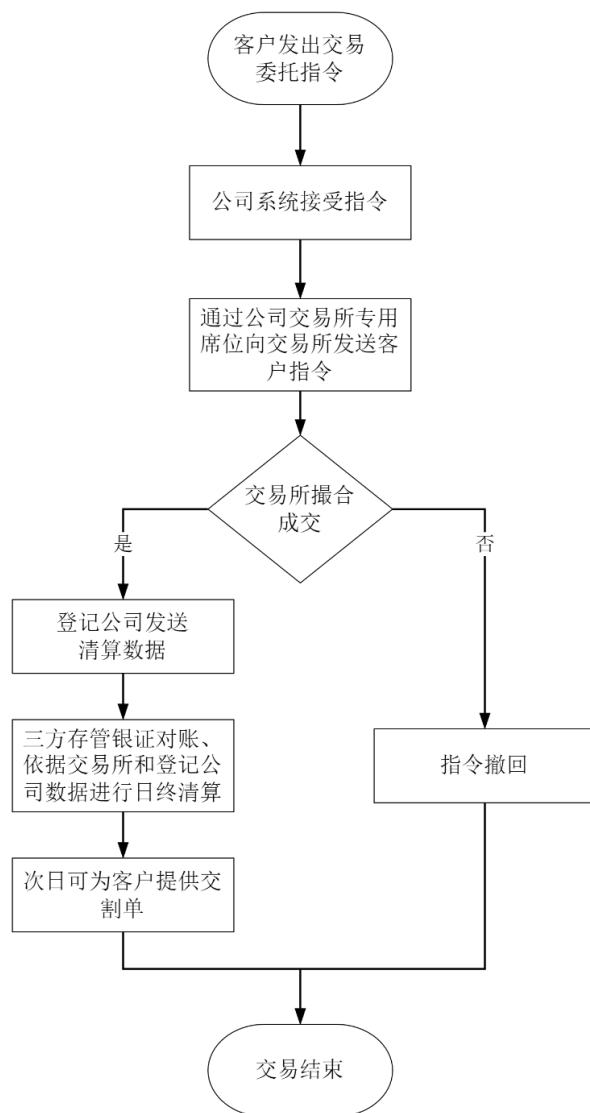 客户发出交易
委托指令
公司系统接受指令
通过公司交易所专用
席位向交易所发送客
户指令
交易所撮合
成交
是
否
登记公司发送
清算数据
三方存管银证对账、
依据交易所和登记公
司数据进行日终清算
指令撤回
次日可为客户提供交
割单
交易结束